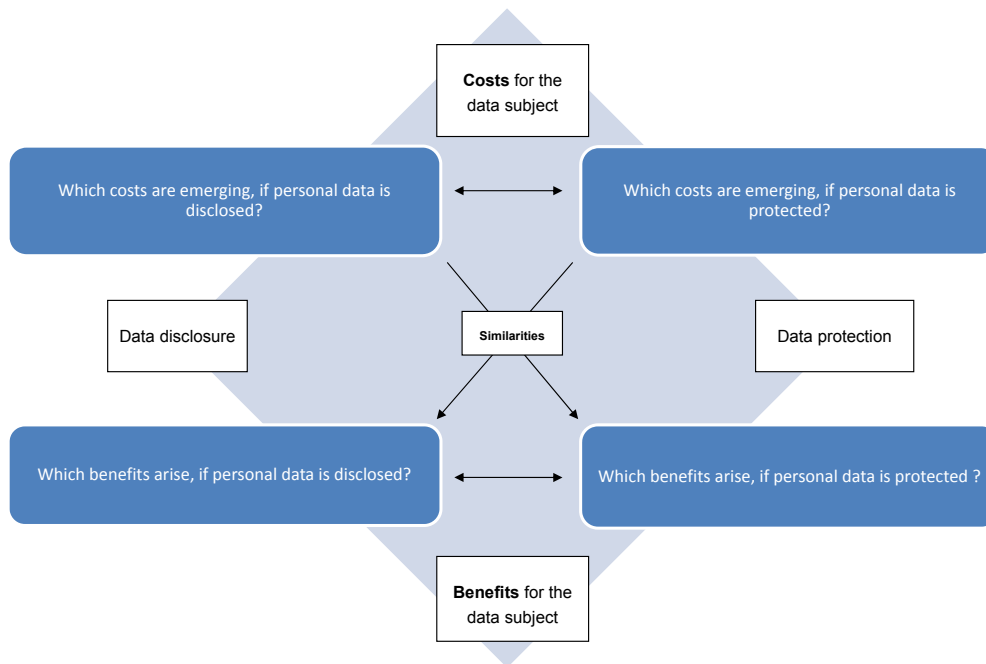 Costs for the
data subject
Which costs are emerging, if personal data is
disclosed?
Which costs are emerging, if personal data is
protected?
Data disclosure
Similarities
Data protection
Which benefits arise, if personal data is disclosed?
Which benefits arise, if personal data is protected ?
Benefits for the
data subject